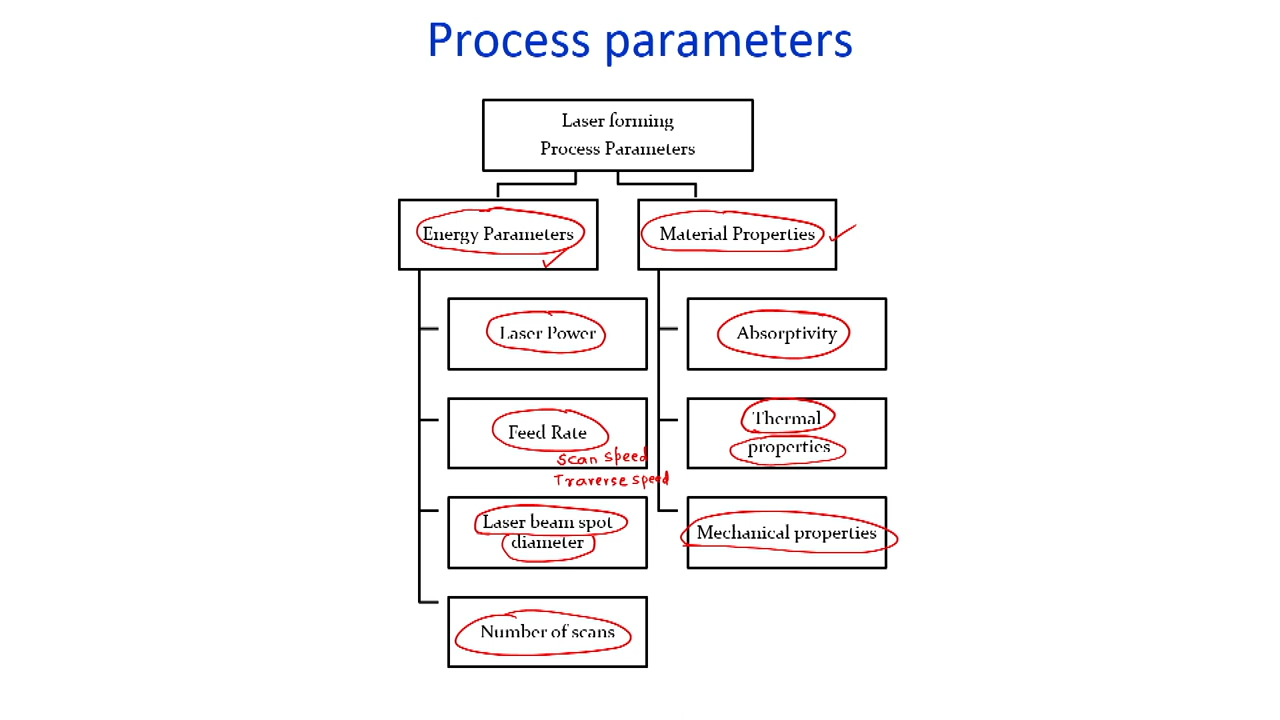 Process parameters
Laser forming
Process Parameters
Energy Parameters
Material Properties
Laser Power
Absorptivity
Feed Rate
scan speed
Traverse speed
Thermal
properties
Laser beam spot
diameter
Mechanical properties
Number of scans